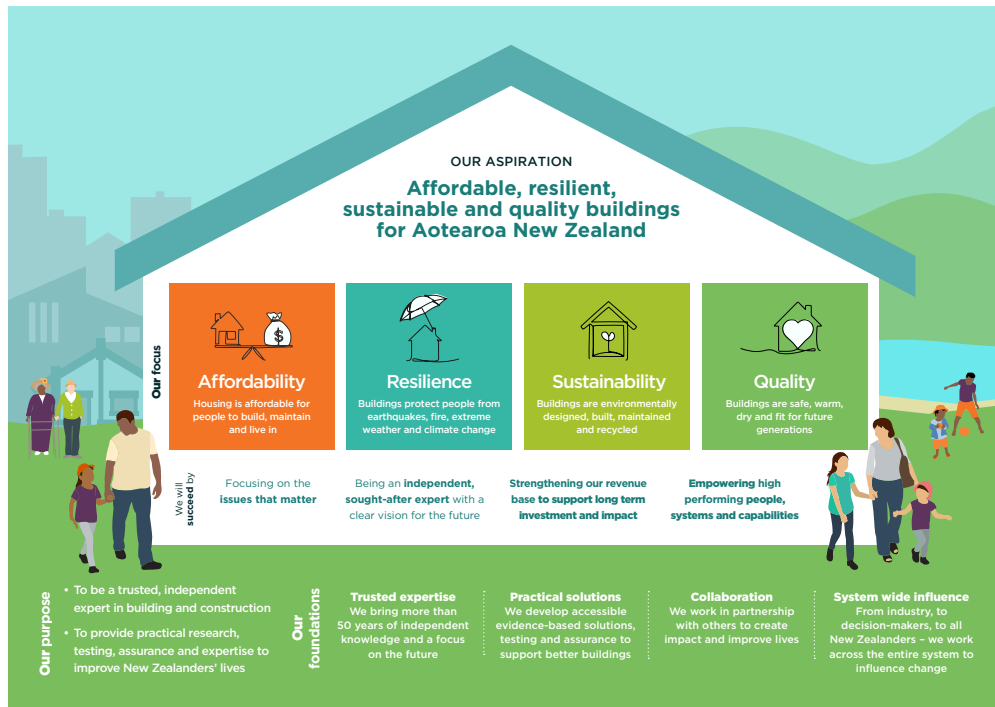 OUR ASPIRATION
Affordable, resilient,
sustainable and quality buildings
for Aotearoa New Zealand
Our focus
$
Affordability
Housing is affordable for
people to build, maintain
and live in
Resilience
Buildings protect people from
earthquakes, fire, extreme
weather and climate change
Sustainability
Buildings are environmentally
designed, built, maintained
and recycled
Quality
Buildings are safe, warm,
dry and fit for future
generations
We will
succeed by
Focusing on the
issues that matter
Being an independent,
sought-after expert with a
clear vision for the future
Strengthening our revenue
base to support long term
investment and impact
Empowering high
performing people,
systems and capabilities
Our purpose
• To be a trusted, independent
expert in building and construction
• To provide practical research,
testing, assurance and expertise to
improve New Zealanders' lives
Our
foundations
Trusted expertise
We bring more than
50 years of independent
knowledge and a focus
on the future
Practical solutions
We develop accessible
evidence-based solutions,
testing and assurance to
support better buildings
Collaboration
We work in partnership
with others to create
impact and improve lives
System wide influence
From industry, to
decision-makers, to all
New Zealanders – we work
across the entire system to
influence change